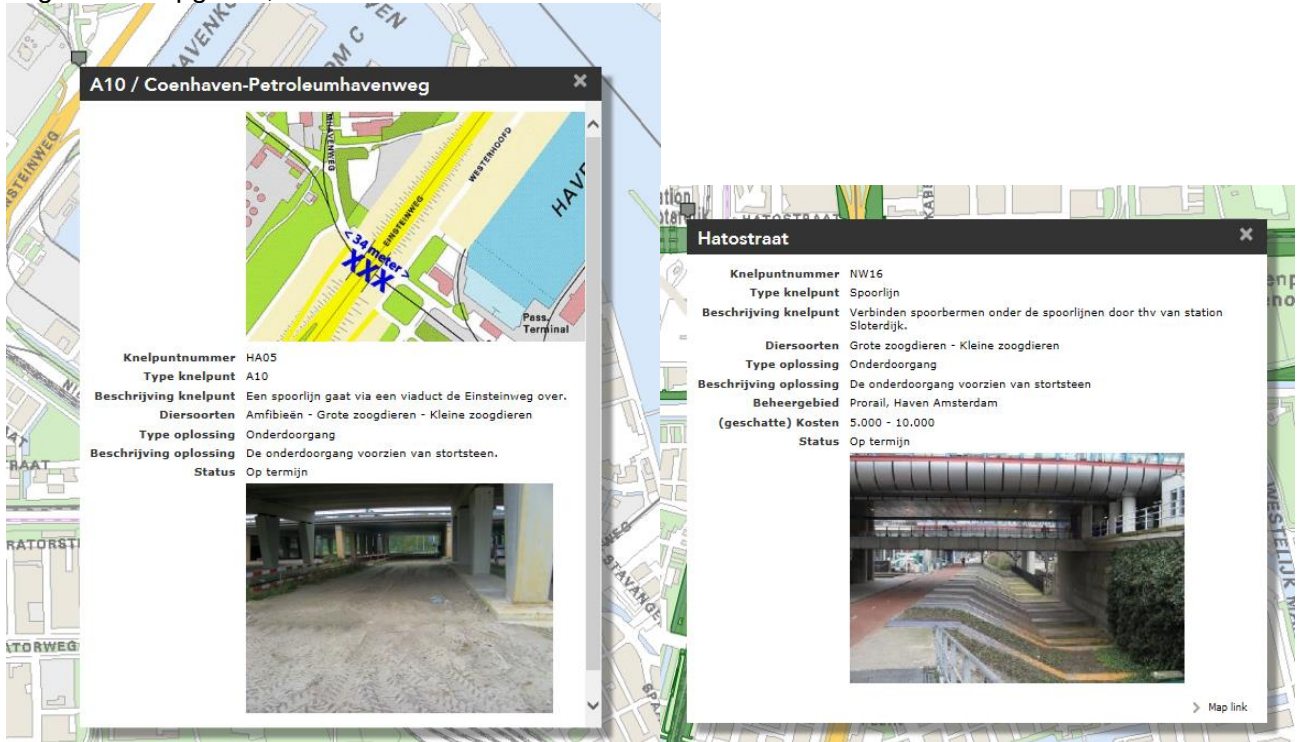 A10 / Coenhaven-Petroleumhavenweg
EINSTEINWEG
WESTERHOOFD
< 34 meter >
XXX
Pass.
Terminal
Knelpuntnummer HA05
Type knelpunt A10
Beschrijving knelpunt Een spoorlijn gaat via een viaduct de Einsteinweg over.
Diersoorten Amfibieën - Grote zoogdieren - Kleine zoogdieren
Type oplossing Onderdoorgang
Beschrijving oplossing De onderdoorgang voorzien van stortsteen.
Status Op termijn
Hatostraat
Knelpuntnummer NW16
Type knelpunt Spoorlijn
Beschrijving knelpunt Verbinden spoorbermen onder de spoorlijnen door thv van station
Sloterdijk.
Diersoorten Grote zoogdieren - Kleine zoogdieren
Type oplossing Onderdoorgang
Beschrijving oplossing De onderdoorgang voorzien van stortsteen
Beheergebied Prorail, Haven Amsterdam
(geschatte) Kosten 5.000 - 10.000
Status Op termijn
Map link